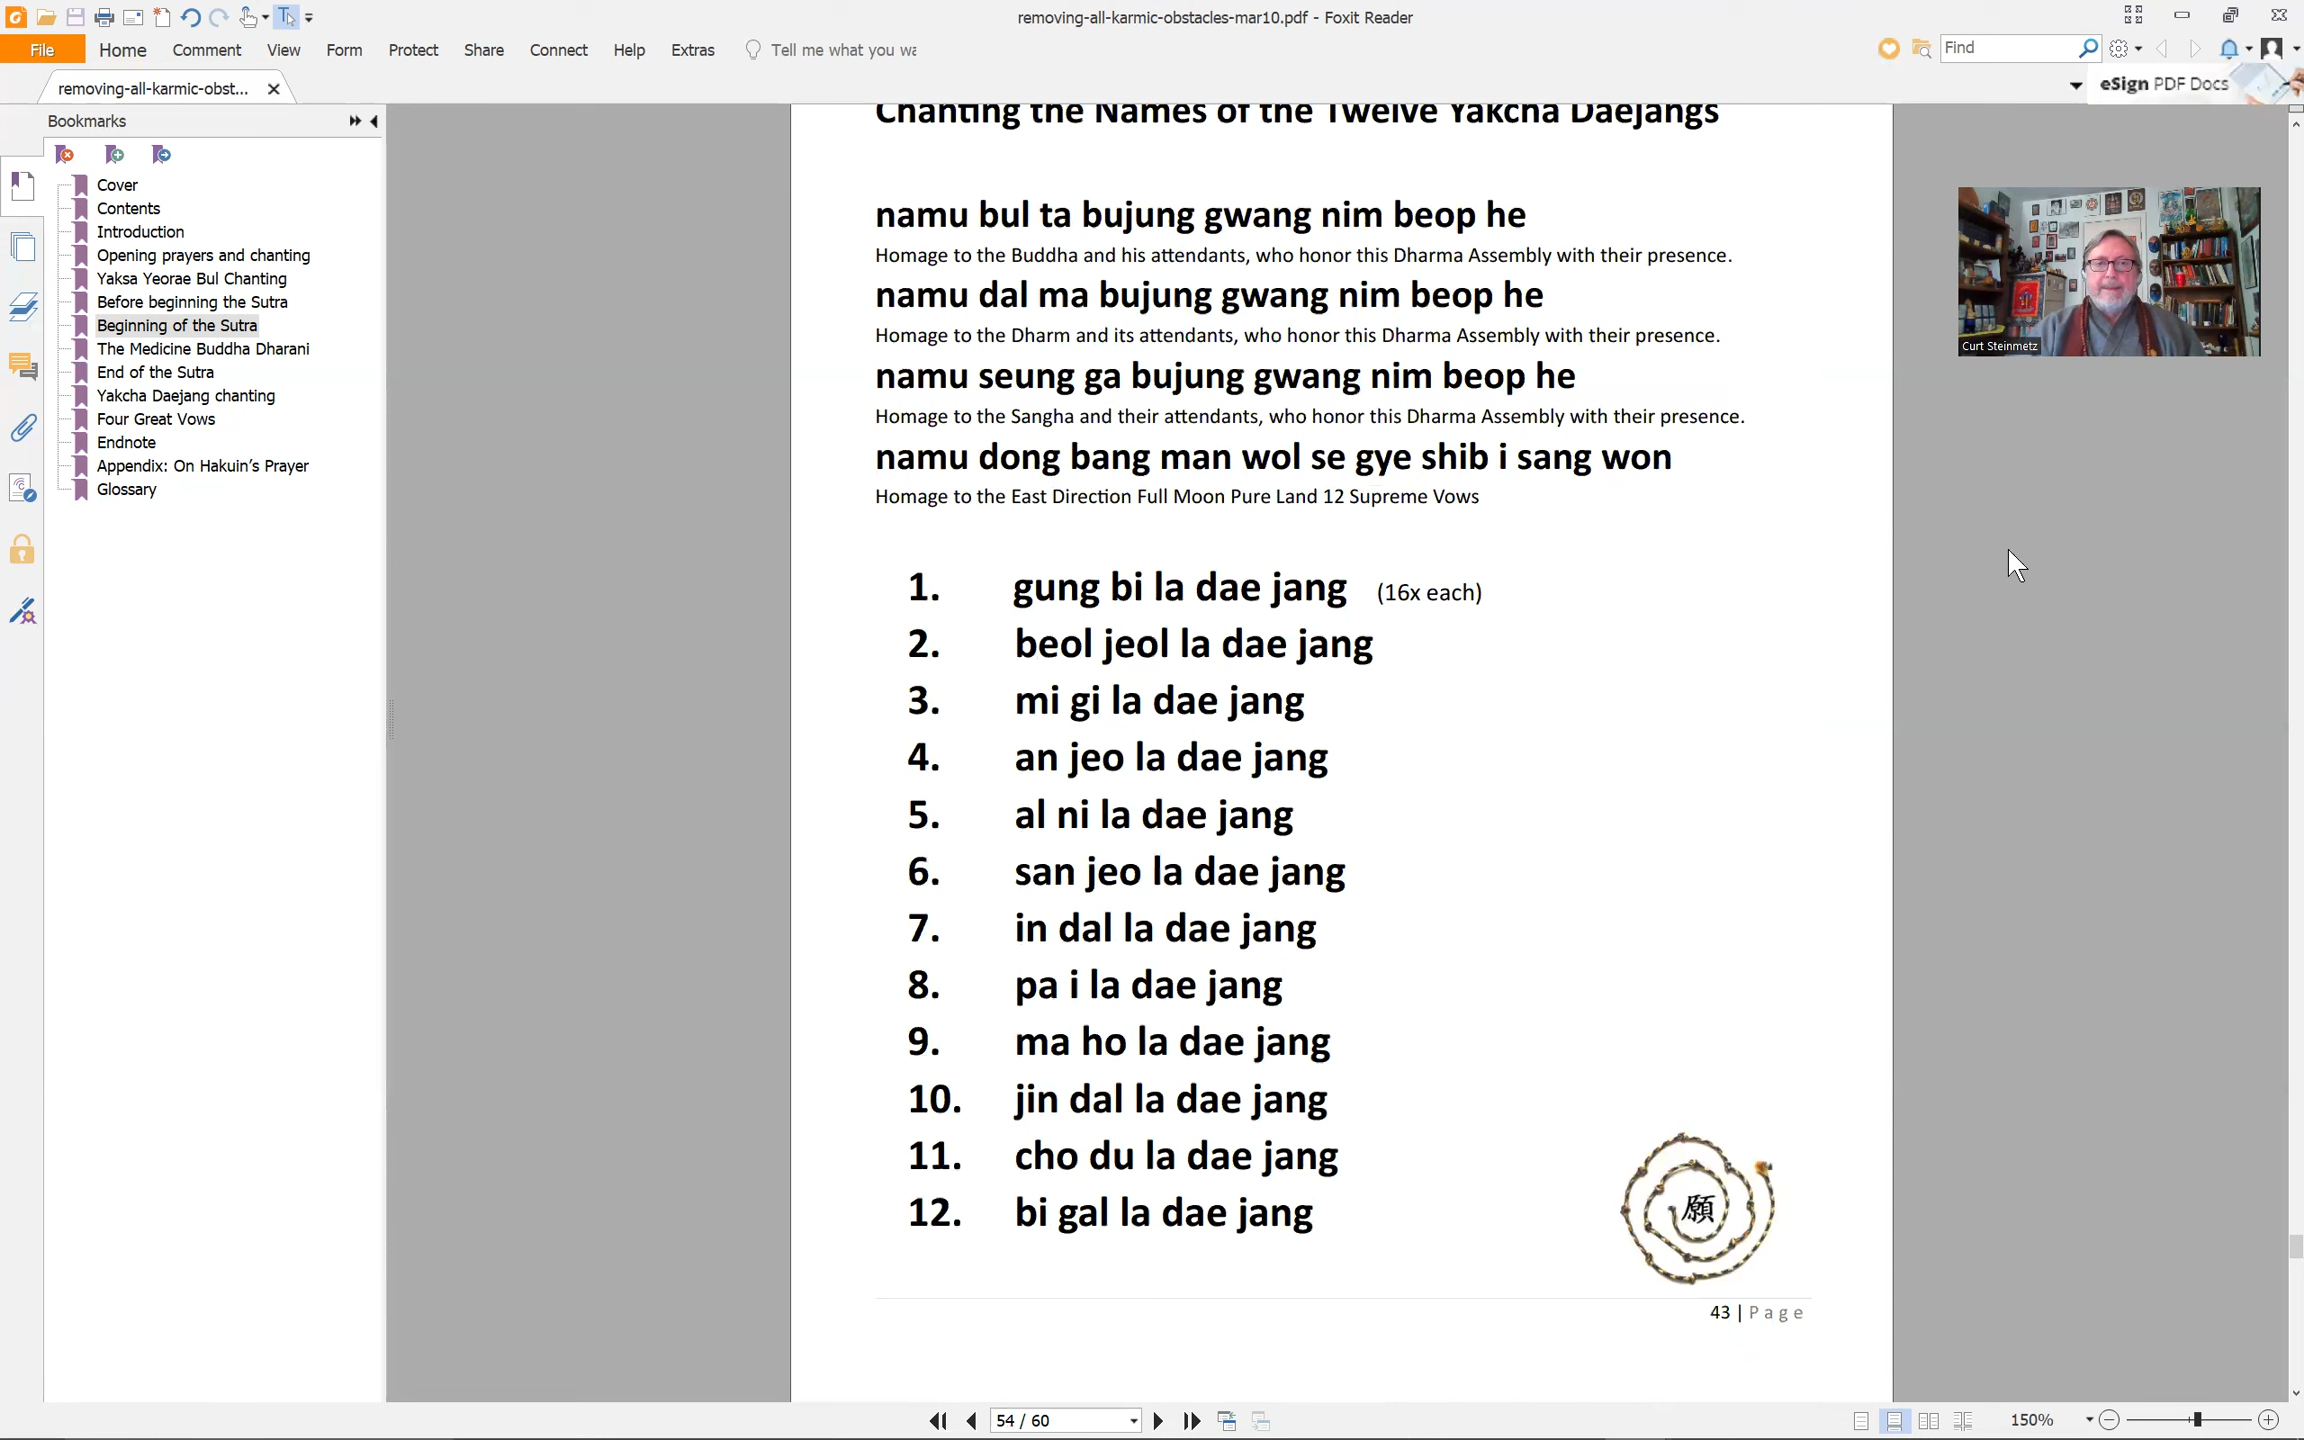 removing-all-karmic-obstacles-mar10.pdf - Foxit Reader
File Home Comment View Form Protect Share Connect Help Extras Tell me what you wa
Find
removing-all-karmic-obst...
eSign PDF Docs
Bookmarks
Cover
Contents
Introduction
Opening prayers and chanting
Yaksa Yeorae Bul Chanting
Before beginning the Sutra
Beginning of the Sutra
The Medicine Buddha Dharani
End of the Sutra
Yakcha Daejang chanting
Four Great Vows
Endnote
Appendix: On Hakuin's Prayer
Glossary
Chanting the Names of the Twelve Yakcha Daejangs
namu bul ta bujung gwang nim beop he
Homage to the Buddha and his attendants, who honor this Dharma Assembly with their presence.
namu dal ma bujung gwang nim beop he
Homage to the Dharm and its attendants, who honor this Dharma Assembly with their presence.
namu seung ga bujung gwang nim beop he
Homage to the Sangha and their attendants, who honor this Dharma Assembly with their presence.
namu dong bang man wol se gye shib i sang won
Homage to the East Direction Full Moon Pure Land 12 Supreme Vows
1. gung bi la dae jang (16x each)
2. beol jeol la dae jang
3. mi gi la dae jang
4. an jeo la dae jang
5. al ni la dae jang
6. san jeo la dae jang
7. in dal la dae jang
8. pa i la dae jang
9. ma ho la dae jang
10. jin dal la dae jang
11. cho du la dae jang
12. bi gal la dae jang
願
43 | Page
Curt Steinmetz
54 / 60
150%